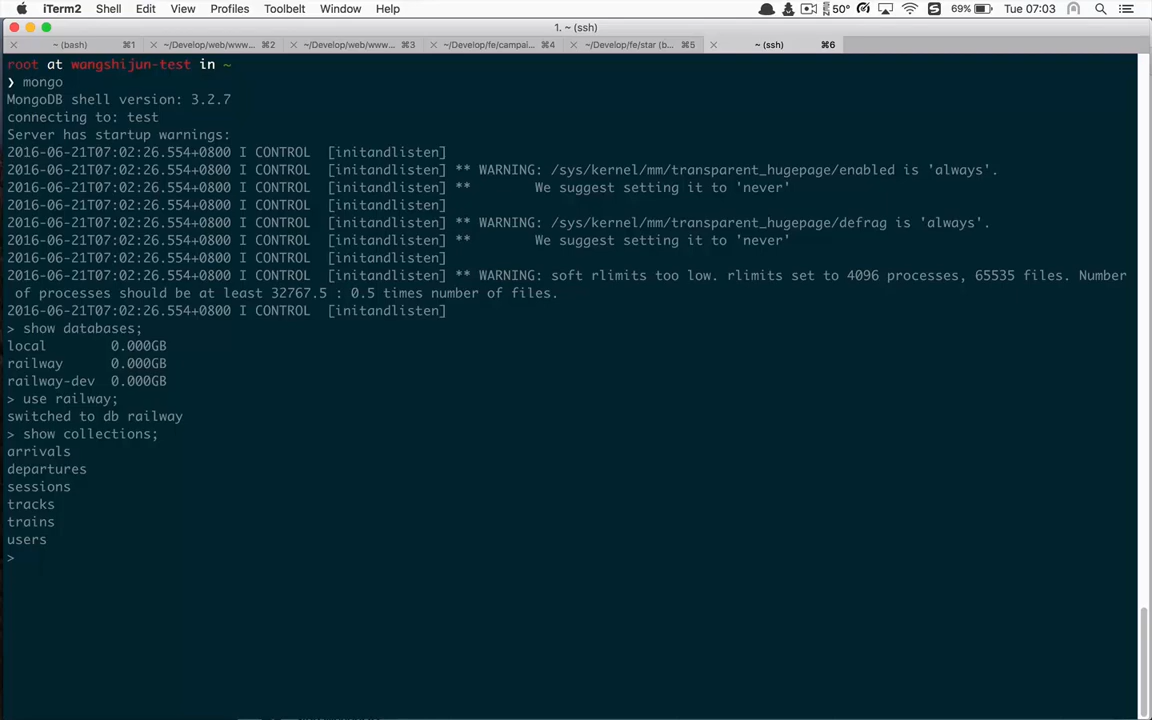 iTerm2 Shell Edit View Profiles Toolbelt Window Help 50° 69% Tue 07:03
1. ~ (ssh)
~ (bash) ⌘1 ~/Develop/web/www... ⌘2 ~/Develop/web/www... ⌘3 ~/Develop/fe/campai... ⌘4 ~/Develop/fe/star (b... ⌘5 ~ (ssh) ⌘6
root at wangshijun-test in ~
❯ mongo
MongoDB shell version: 3.2.7
connecting to: test
Server has startup warnings:
2016-06-21T07:02:26.554+0800 I CONTROL  [initandlisten]
2016-06-21T07:02:26.554+0800 I CONTROL  [initandlisten] ** WARNING: /sys/kernel/mm/transparent_hugepage/enabled is 'always'.
2016-06-21T07:02:26.554+0800 I CONTROL  [initandlisten] **        We suggest setting it to 'never'
2016-06-21T07:02:26.554+0800 I CONTROL  [initandlisten]
2016-06-21T07:02:26.554+0800 I CONTROL  [initandlisten] ** WARNING: /sys/kernel/mm/transparent_hugepage/defrag is 'always'.
2016-06-21T07:02:26.554+0800 I CONTROL  [initandlisten] **        We suggest setting it to 'never'
2016-06-21T07:02:26.554+0800 I CONTROL  [initandlisten]
2016-06-21T07:02:26.554+0800 I CONTROL  [initandlisten] ** WARNING: soft rlimits too low. rlimits set to 4096 processes, 65535 files. Number
of processes should be at least 32767.5 : 0.5 times number of files.
2016-06-21T07:02:26.554+0800 I CONTROL  [initandlisten]
> show databases;
local        0.000GB
railway      0.000GB
railway-dev  0.000GB
> use railway;
switched to db railway
> show collections;
arrivals
departures
sessions
tracks
trains
users
>